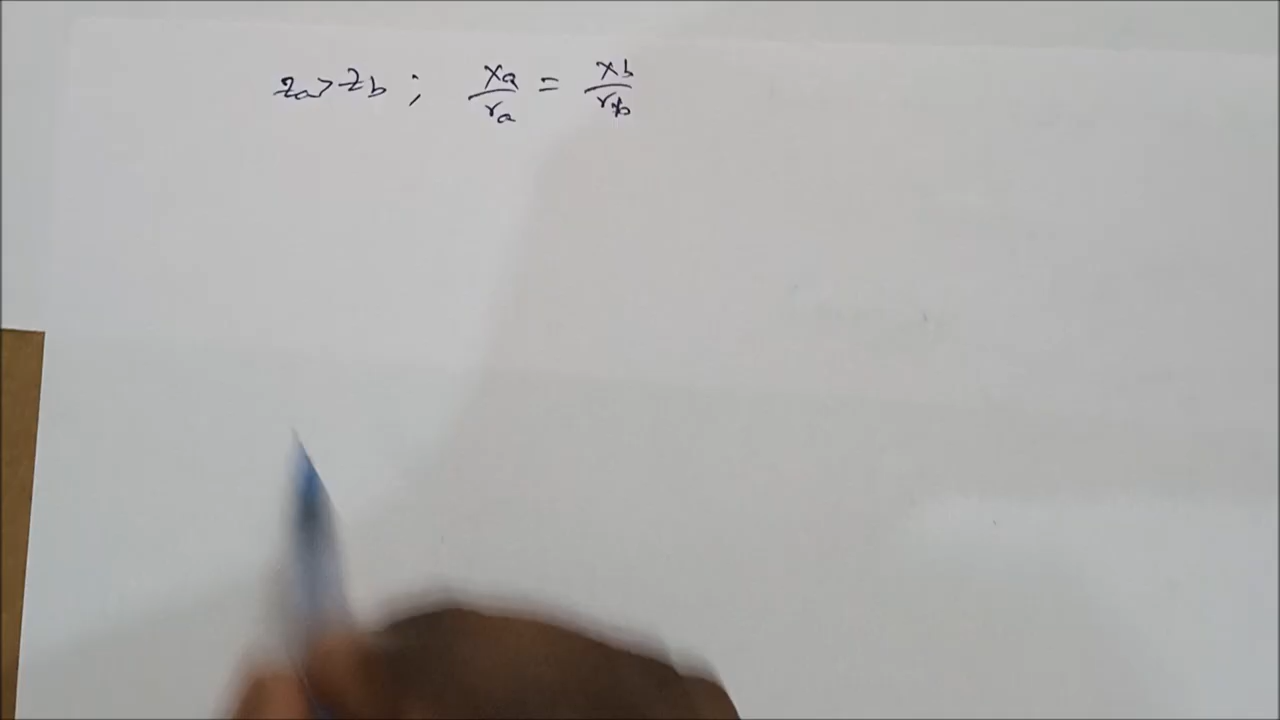 za>zb ; xa/ra = xb/rb